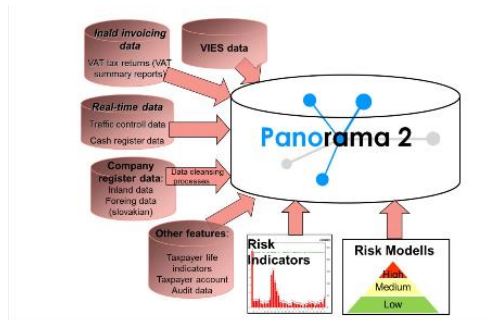 Inald invoicing
data
VAT tax returns (VAT
summary reports)
VIES data
Real-time data
Traffic controll data
Cash register data
Panorama 2
Company
register data:
Inland data
Foreing data
(slovakian)
Data cleansing
processes
Other features:
Taxpayer life
indicators
Taxpayer account
Audit data
Risk
Indicators
Risk Modells
High
Medium
Low